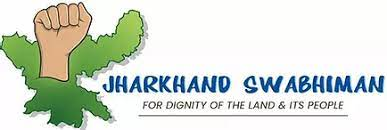 JHARKHAND SWABHIMAN
FOR DIGNITY OF THE LAND & ITS PEOPLE